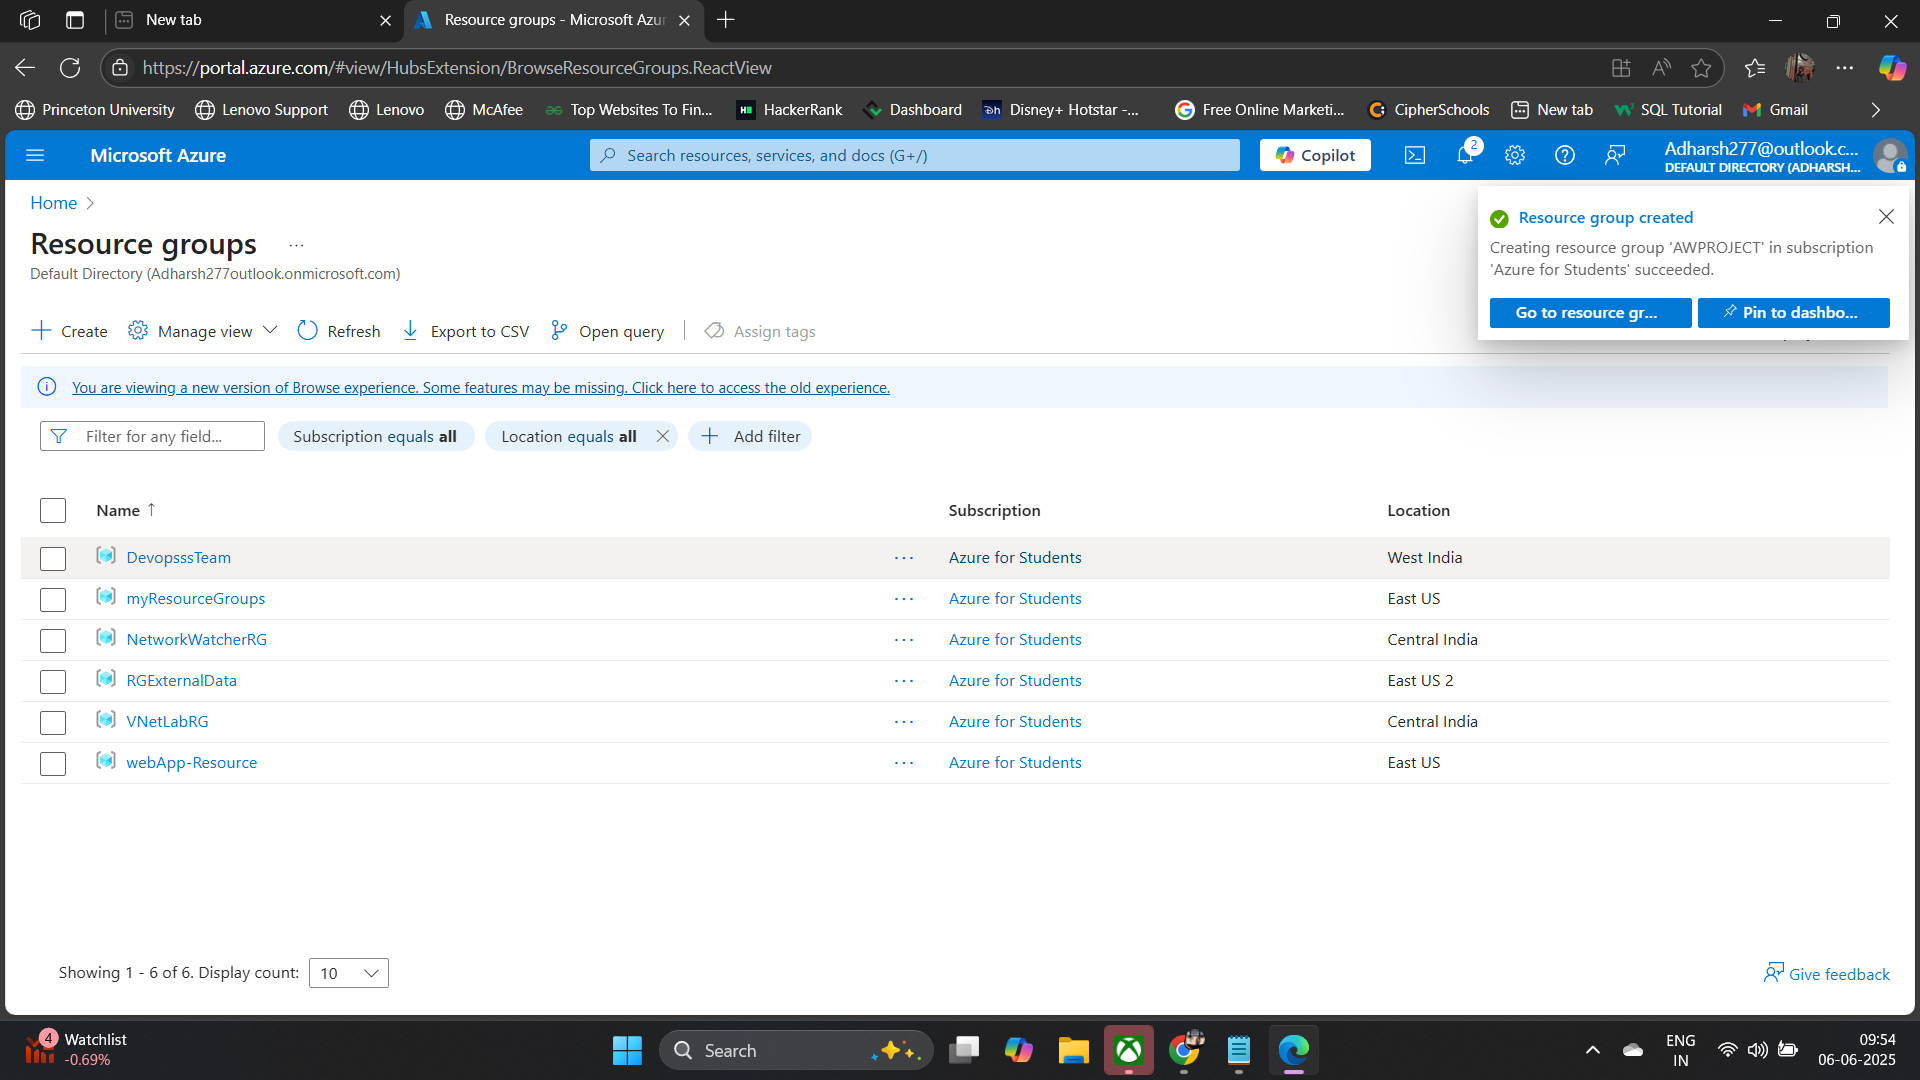 New tab
Resource groups - Microsoft Azur
https://portal.azure.com/#view/HubsExtension/BrowseResourceGroups.ReactView
Princeton University
Lenovo Support
Lenovo
McAfee
Top Websites To Fin...
HackerRank
Dashboard
Disney+ Hotstar -...
Free Online Marketi...
CipherSchools
New tab
SQL Tutorial
Gmail
Microsoft Azure
Search resources, services, and docs (G+/)
Copilot
2
Adharsh277@outlook.c...
DEFAULT DIRECTORY (ADHARSH...
Home
Resource groups ...
Default Directory (Adharsh277outlook.onmicrosoft.com)
Resource group created
Creating resource group 'AWPROJECT' in subscription
'Azure for Students' succeeded.
Go to resource gr...
Pin to dashbo...
Create
Manage view
Refresh
Export to CSV
Open query
Assign tags
You are viewing a new version of Browse experience. Some features may be missing. Click here to access the old experience.
Filter for any field...
Subscription equals all
Location equals all
Add filter
Name ↑ Subscription Location
DevopsssTeam ... Azure for Students West India
myResourceGroups ... Azure for Students East US
NetworkWatcherRG ... Azure for Students Central India
RGExternalData ... Azure for Students East US 2
VNetLabRG ... Azure for Students Central India
webApp-Resource ... Azure for Students East US
Showing 1 - 6 of 6. Display count: 10
Give feedback
4
Watchlist
-0.69%
Search
ENG
IN
09:54
06-06-2025